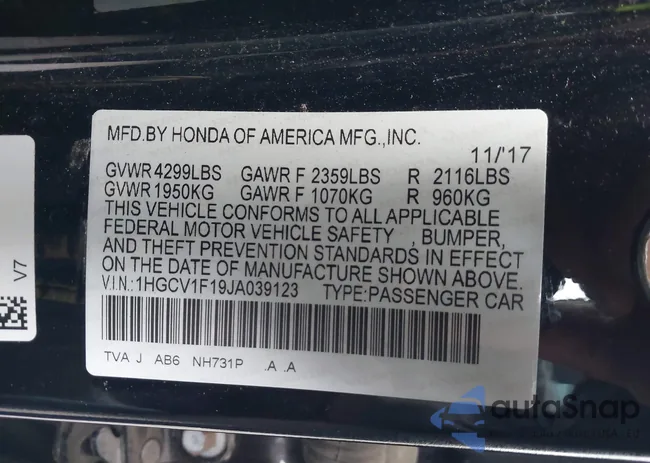 MFD.BY HONDA OF AMERICA MFG.,INC.
11/'17
GVWR 4299LBS GAWR F 2359LBS R 2116LBS
GVWR 1950KG GAWR F 1070KG R 960KG
THIS VEHICLE CONFORMS TO ALL APPLICABLE
FEDERAL MOTOR VEHICLE SAFETY , BUMPER,
AND THEFT PREVENTION STANDARDS IN EFFECT
ON THE DATE OF MANUFACTURE SHOWN ABOVE.
V.I.N.:1HGCV1F19JA039123 TYPE:PASSENGER CAR
TVA J AB6 NH731P .A .A
V7
autoSnap